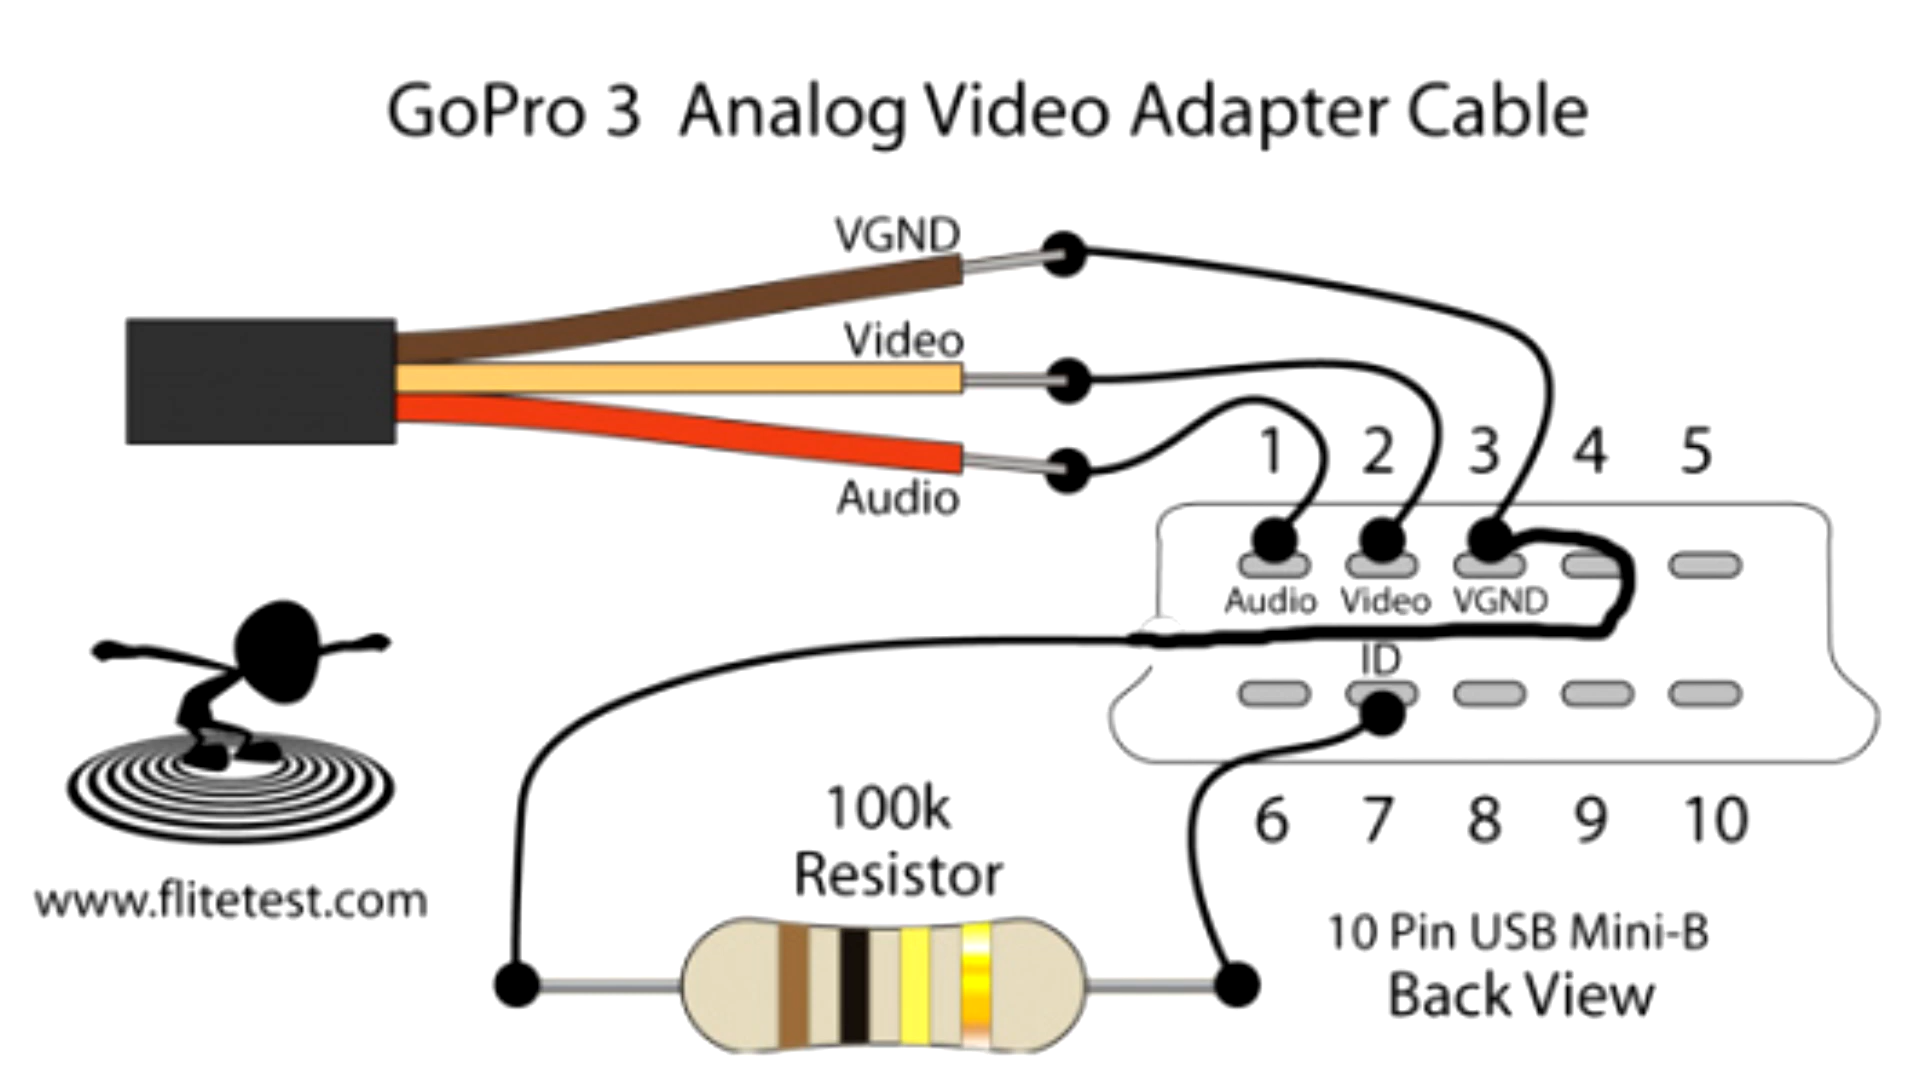 GoPro 3 Analog Video Adapter Cable
VGND
Video
Audio
1 2 3 4 5
Audio Video VGND
ID
6 7 8 9 10
100k
Resistor
www.flitetest.com
10 Pin USB Mini-B
Back View